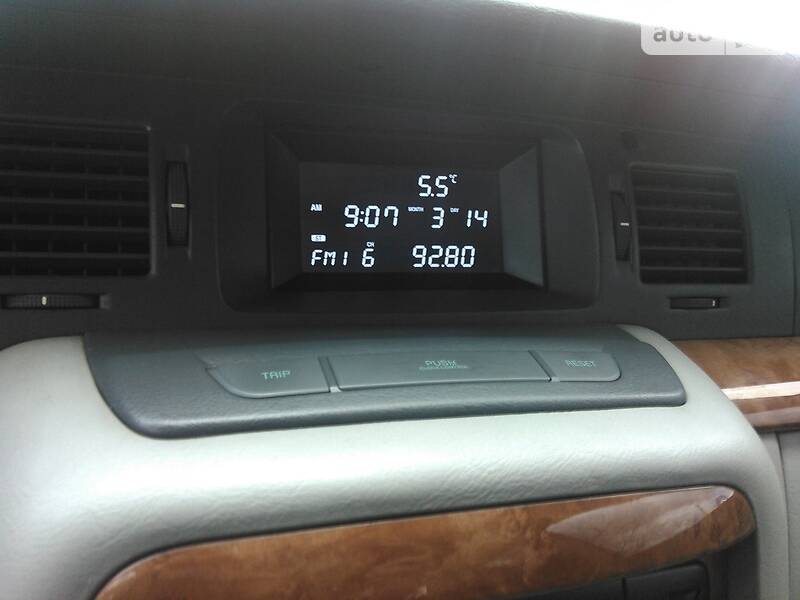 auto
5.5°C
AM 9:07 MONTH 3 DAY 14
ST
FM1 CH 6 92.80
TRIP
PUSH
RESET